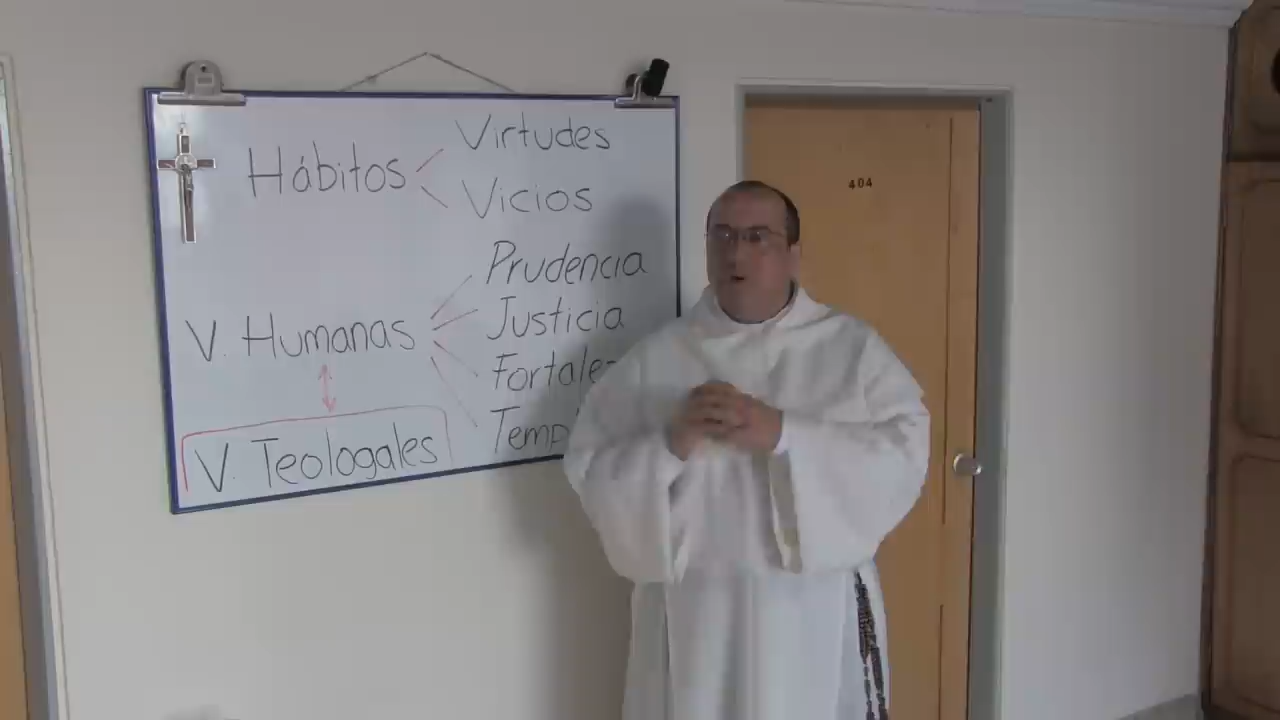 Hábitos
Virtudes
Vicios
V. Humanas
Prudencia
Justicia
V. Teologales
404